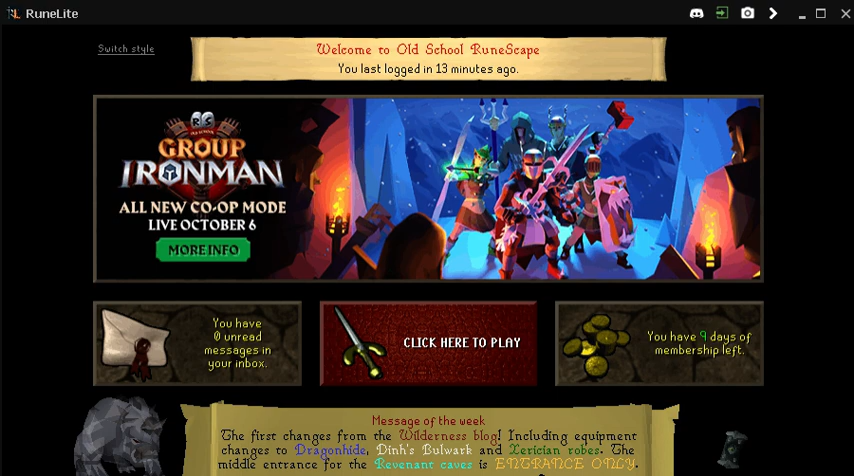 RuneLite
Switch style
Welcome to Old School RuneScape
You last logged in 13 minutes ago.
RS
OLD SCHOOL
GROUP
IRONMAN
ALL NEW CO-OP MODE
LIVE OCTOBER 6
MORE INFO
You have
0 unread
messages in
your inbox.
CLICK HERE TO PLAY
You have 9 days of
membership left.
Message of the week
The first changes from the Wilderness blog! Including equipment
changes to Dragonhide, Dinh's Bulwark and Xerician robes. The
middle entrance for the Revenant caves is ENTRANCE ONLY.